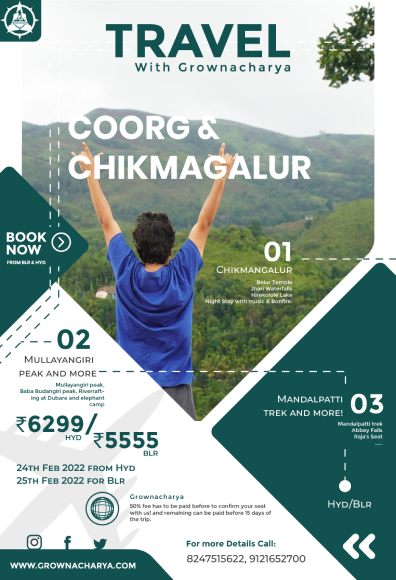 TRAVEL
With Grownacharya
COORG &
CHIKMAGALUR
BOOK
NOW
FROM BLR & HYD
01
CHIKMANGALUR
Belur Temple
Jhari Waterfalls
Hirekolale Lake
Night Stay with music & Bonfire.
02
MULLAYANGIRI
PEAK AND MORE
Mullayangiri peak,
Baba Budangiri peak, Riverraft-
ing at Dubare and elephant
camp
03
MANDALPATTI
TREK AND MORE!
Mandalpatti trek
Abbey Falls
Raja's Seat
....
₹6299/
HYD
₹5555
BLR
24TH FEB 2022 FROM HYD
25TH FEB 2022 FOR BLR
HYD/BLR
Grownacharya
50% fee has to be paid before to confirm your seat
with us! and remaining can be paid before 15 days of
the trip.
For more Details Call:
8247515622, 9121652700
WWW.GROWNACHARYA.COM